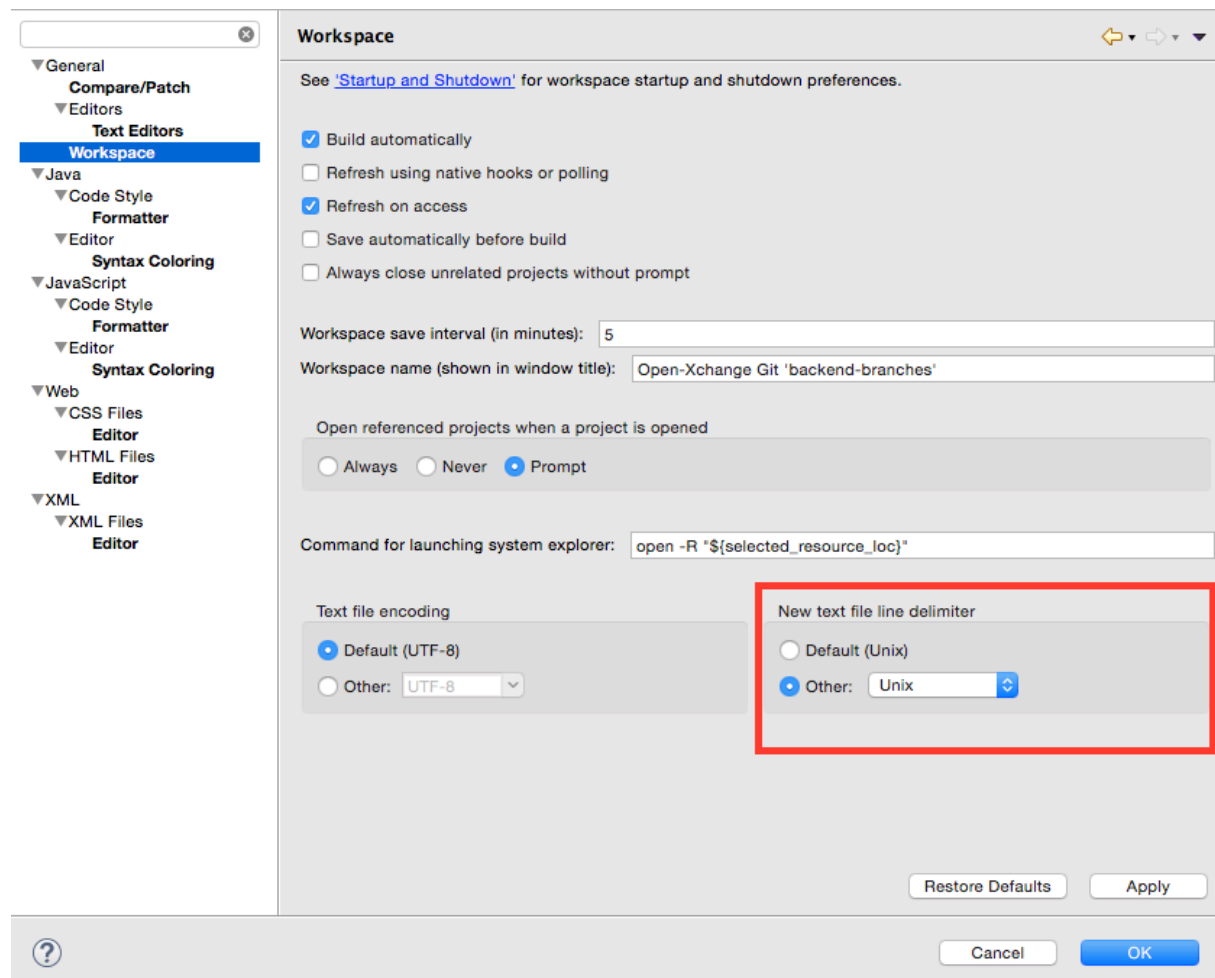 General
Compare/Patch
Editors
Text Editors
Workspace
Java
Code Style
Formatter
Editor
Syntax Coloring
JavaScript
Code Style
Formatter
Editor
Syntax Coloring
Web
CSS Files
Editor
HTML Files
Editor
XML
XML Files
Editor
Workspace
See 'Startup and Shutdown' for workspace startup and shutdown preferences.
Build automatically
Refresh using native hooks or polling
Refresh on access
Save automatically before build
Always close unrelated projects without prompt
Workspace save interval (in minutes): 5
Workspace name (shown in window title): Open-Xchange Git 'backend-branches'
Open referenced projects when a project is opened
Always Never Prompt
Command for launching system explorer: open -R "${selected_resource_loc}"
Text file encoding
Default (UTF-8)
Other: UTF-8
New text file line delimiter
Default (Unix)
Other: Unix
Restore Defaults Apply
? Cancel OK